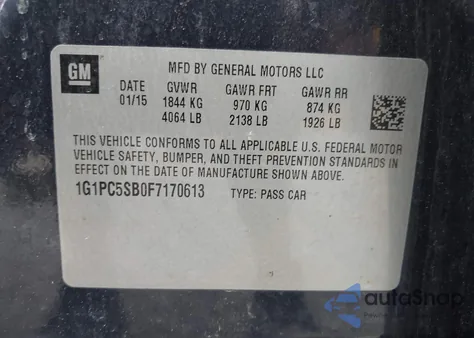 GM
MFD BY GENERAL MOTORS LLC
DATE GVWR GAWR FRT GAWR RR
01/15 1844 KG 970 KG 874 KG
4064 LB 2138 LB 1926 LB
THIS VEHICLE CONFORMS TO ALL APPLICABLE U.S. FEDERAL MOTOR
VEHICLE SAFETY, BUMPER, AND THEFT PREVENTION STANDARDS IN
EFFECT ON THE DATE OF MANUFACTURE SHOWN ABOVE.
1G1PC5SB0F7170613 TYPE: PASS CAR
autoSnap